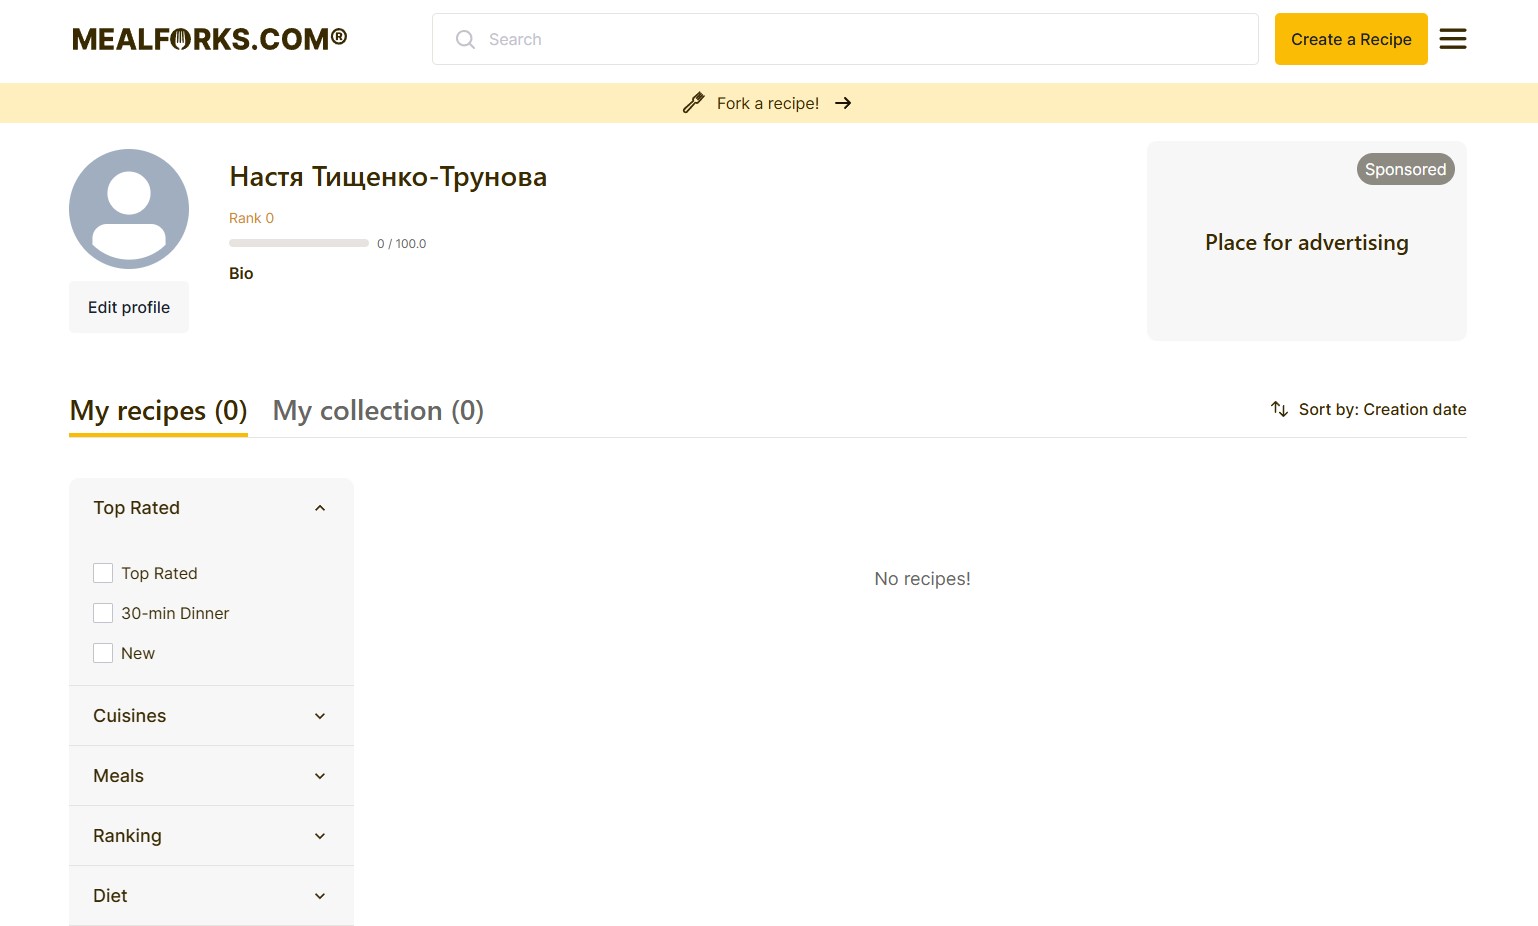 MEALFORKS.COM®
Search
Create a Recipe
Fork a recipe!
Настя Тищенко-Трунова
Rank 0
0 / 100.0
Bio
Edit profile
Sponsored
Place for advertising
My recipes (0)
My collection (0)
Sort by: Creation date
Top Rated
Top Rated
30-min Dinner
New
Cuisines
Meals
Ranking
Diet
No recipes!